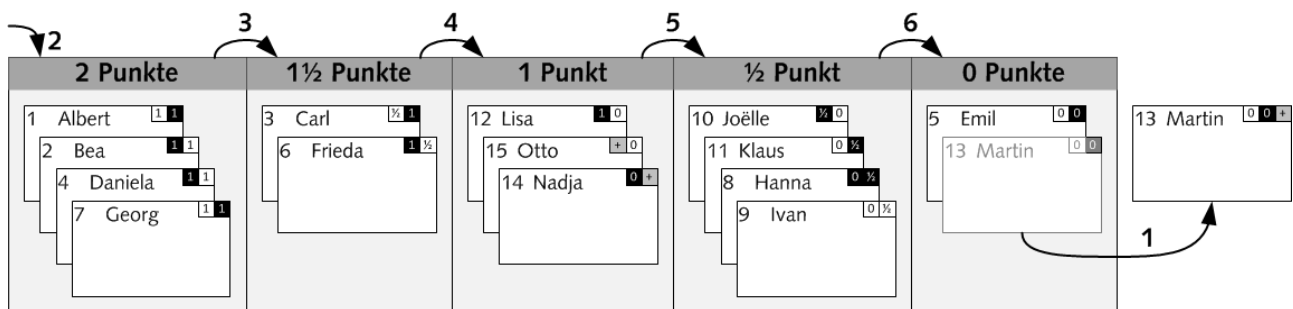 2 3 4 5 6
2 Punkte 1½ Punkte 1 Punkt ½ Punkt 0 Punkte
1 Albert 1 1
2 Bea 1 1
4 Daniela 1 1
7 Georg 1 1
3 Carl ½ 1
6 Frieda 1 ½
12 Lisa 1 0
15 Otto + 0
14 Nadja 0 +
10 Joëlle ½ 0
11 Klaus 0 ½
8 Hanna 0 ½
9 Ivan 0 ½
5 Emil 0 0
13 Martin 0 0
13 Martin 0 0 +
1